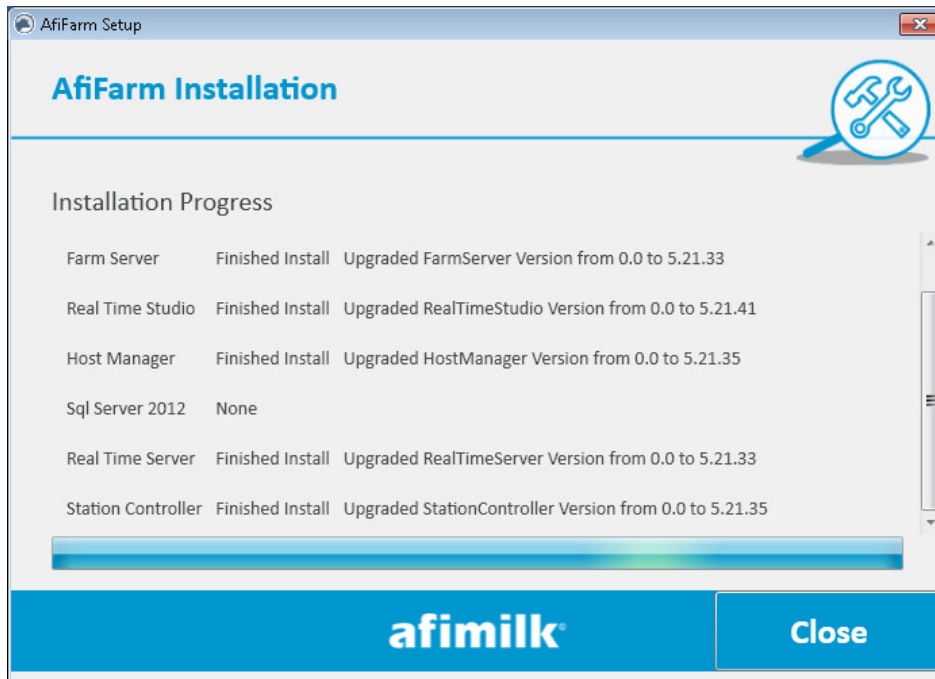 AfiFarm Setup
AfiFarm Installation
Installation Progress
Farm Server Finished Install Upgraded FarmServer Version from 0.0 to 5.21.33
Real Time Studio Finished Install Upgraded RealTimeStudio Version from 0.0 to 5.21.41
Host Manager Finished Install Upgraded HostManager Version from 0.0 to 5.21.35
Sql Server 2012 None
Real Time Server Finished Install Upgraded RealTimeServer Version from 0.0 to 5.21.33
Station Controller Finished Install Upgraded StationController Version from 0.0 to 5.21.35
afimilk
Close